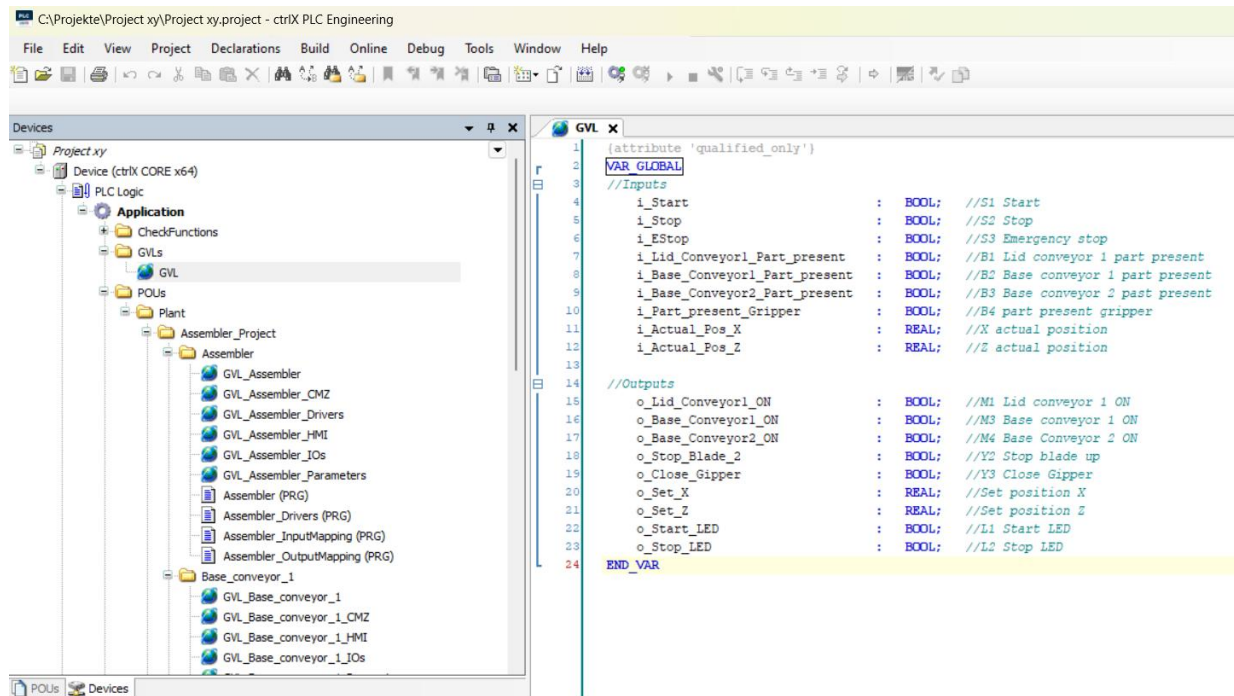 C:\Projekte\Project xy\Project xy.project - ctrlX PLC Engineering
File Edit View Project Declarations Build Online Debug Tools Window Help
Devices
Project xy
Device (ctrlX CORE x64)
PLC Logic
Application
CheckFunctions
GVLs
GVL
POUs
Plant
Assembler_Project
Assembler
GVL_Assembler
GVL_Assembler_CMZ
GVL_Assembler_Drivers
GVL_Assembler_HMI
GVL_Assembler_IOs
GVL_Assembler_Parameters
Assembler (PRG)
Assembler_Drivers (PRG)
Assembler_InputMapping (PRG)
Assembler_OutputMapping (PRG)
Base_conveyor_1
GVL_Base_conveyor_1
GVL_Base_conveyor_1_CMZ
GVL_Base_conveyor_1_HMI
GVL_Base_conveyor_1_IOs
POUs Devices
GVL
1 {attribute 'qualified_only'}
2 VAR_GLOBAL
3 //Inputs
4 i_Start : BOOL; //S1 Start
5 i_Stop : BOOL; //S2 Stop
6 i_EStop : BOOL; //S3 Emergency stop
7 i_Lid_Conveyor1_Part_present : BOOL; //B1 Lid conveyor 1 part present
8 i_Base_Conveyor1_Part_present : BOOL; //B2 Base conveyor 1 part present
9 i_Base_Conveyor2_Part_present : BOOL; //B3 Base conveyor 2 past present
10 i_Part_present_Gripper : BOOL; //B4 part present gripper
11 i_Actual_Pos_X : REAL; //X actual position
12 i_Actual_Pos_Z : REAL; //Z actual position
13
14 //Outputs
15 o_Lid_Conveyor1_ON : BOOL; //M1 Lid conveyor 1 ON
16 o_Base_Conveyor1_ON : BOOL; //M3 Base conveyor 1 ON
17 o_Base_Conveyor2_ON : BOOL; //M4 Base Conveyor 2 ON
18 o_Stop_Blade_2 : BOOL; //Y2 Stop blade up
19 o_Close_Gipper : BOOL; //Y3 Close Gipper
20 o_Set_X : REAL; //Set position X
21 o_Set_Z : REAL; //Set position Z
22 o_Start_LED : BOOL; //L1 Start LED
23 o_Stop_LED : BOOL; //L2 Stop LED
24 END_VAR